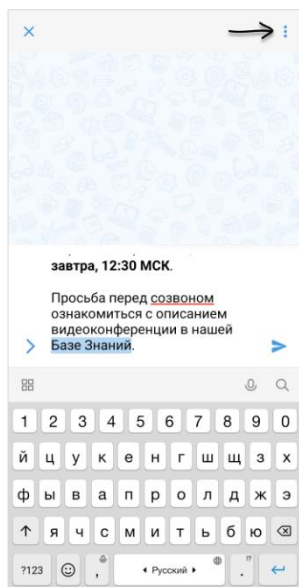 завтра, 12:30 МСК.
Просьба перед созвоном
ознакомиться с описанием
видеоконференции в нашей
Базе Знаний.
1 2 3 4 5 6 7 8 9 0
й ц у к е н г ш щ з х
ф ы в а п р о л д ж э
я ч с м и т ь б ю
?123 , Русский . !?